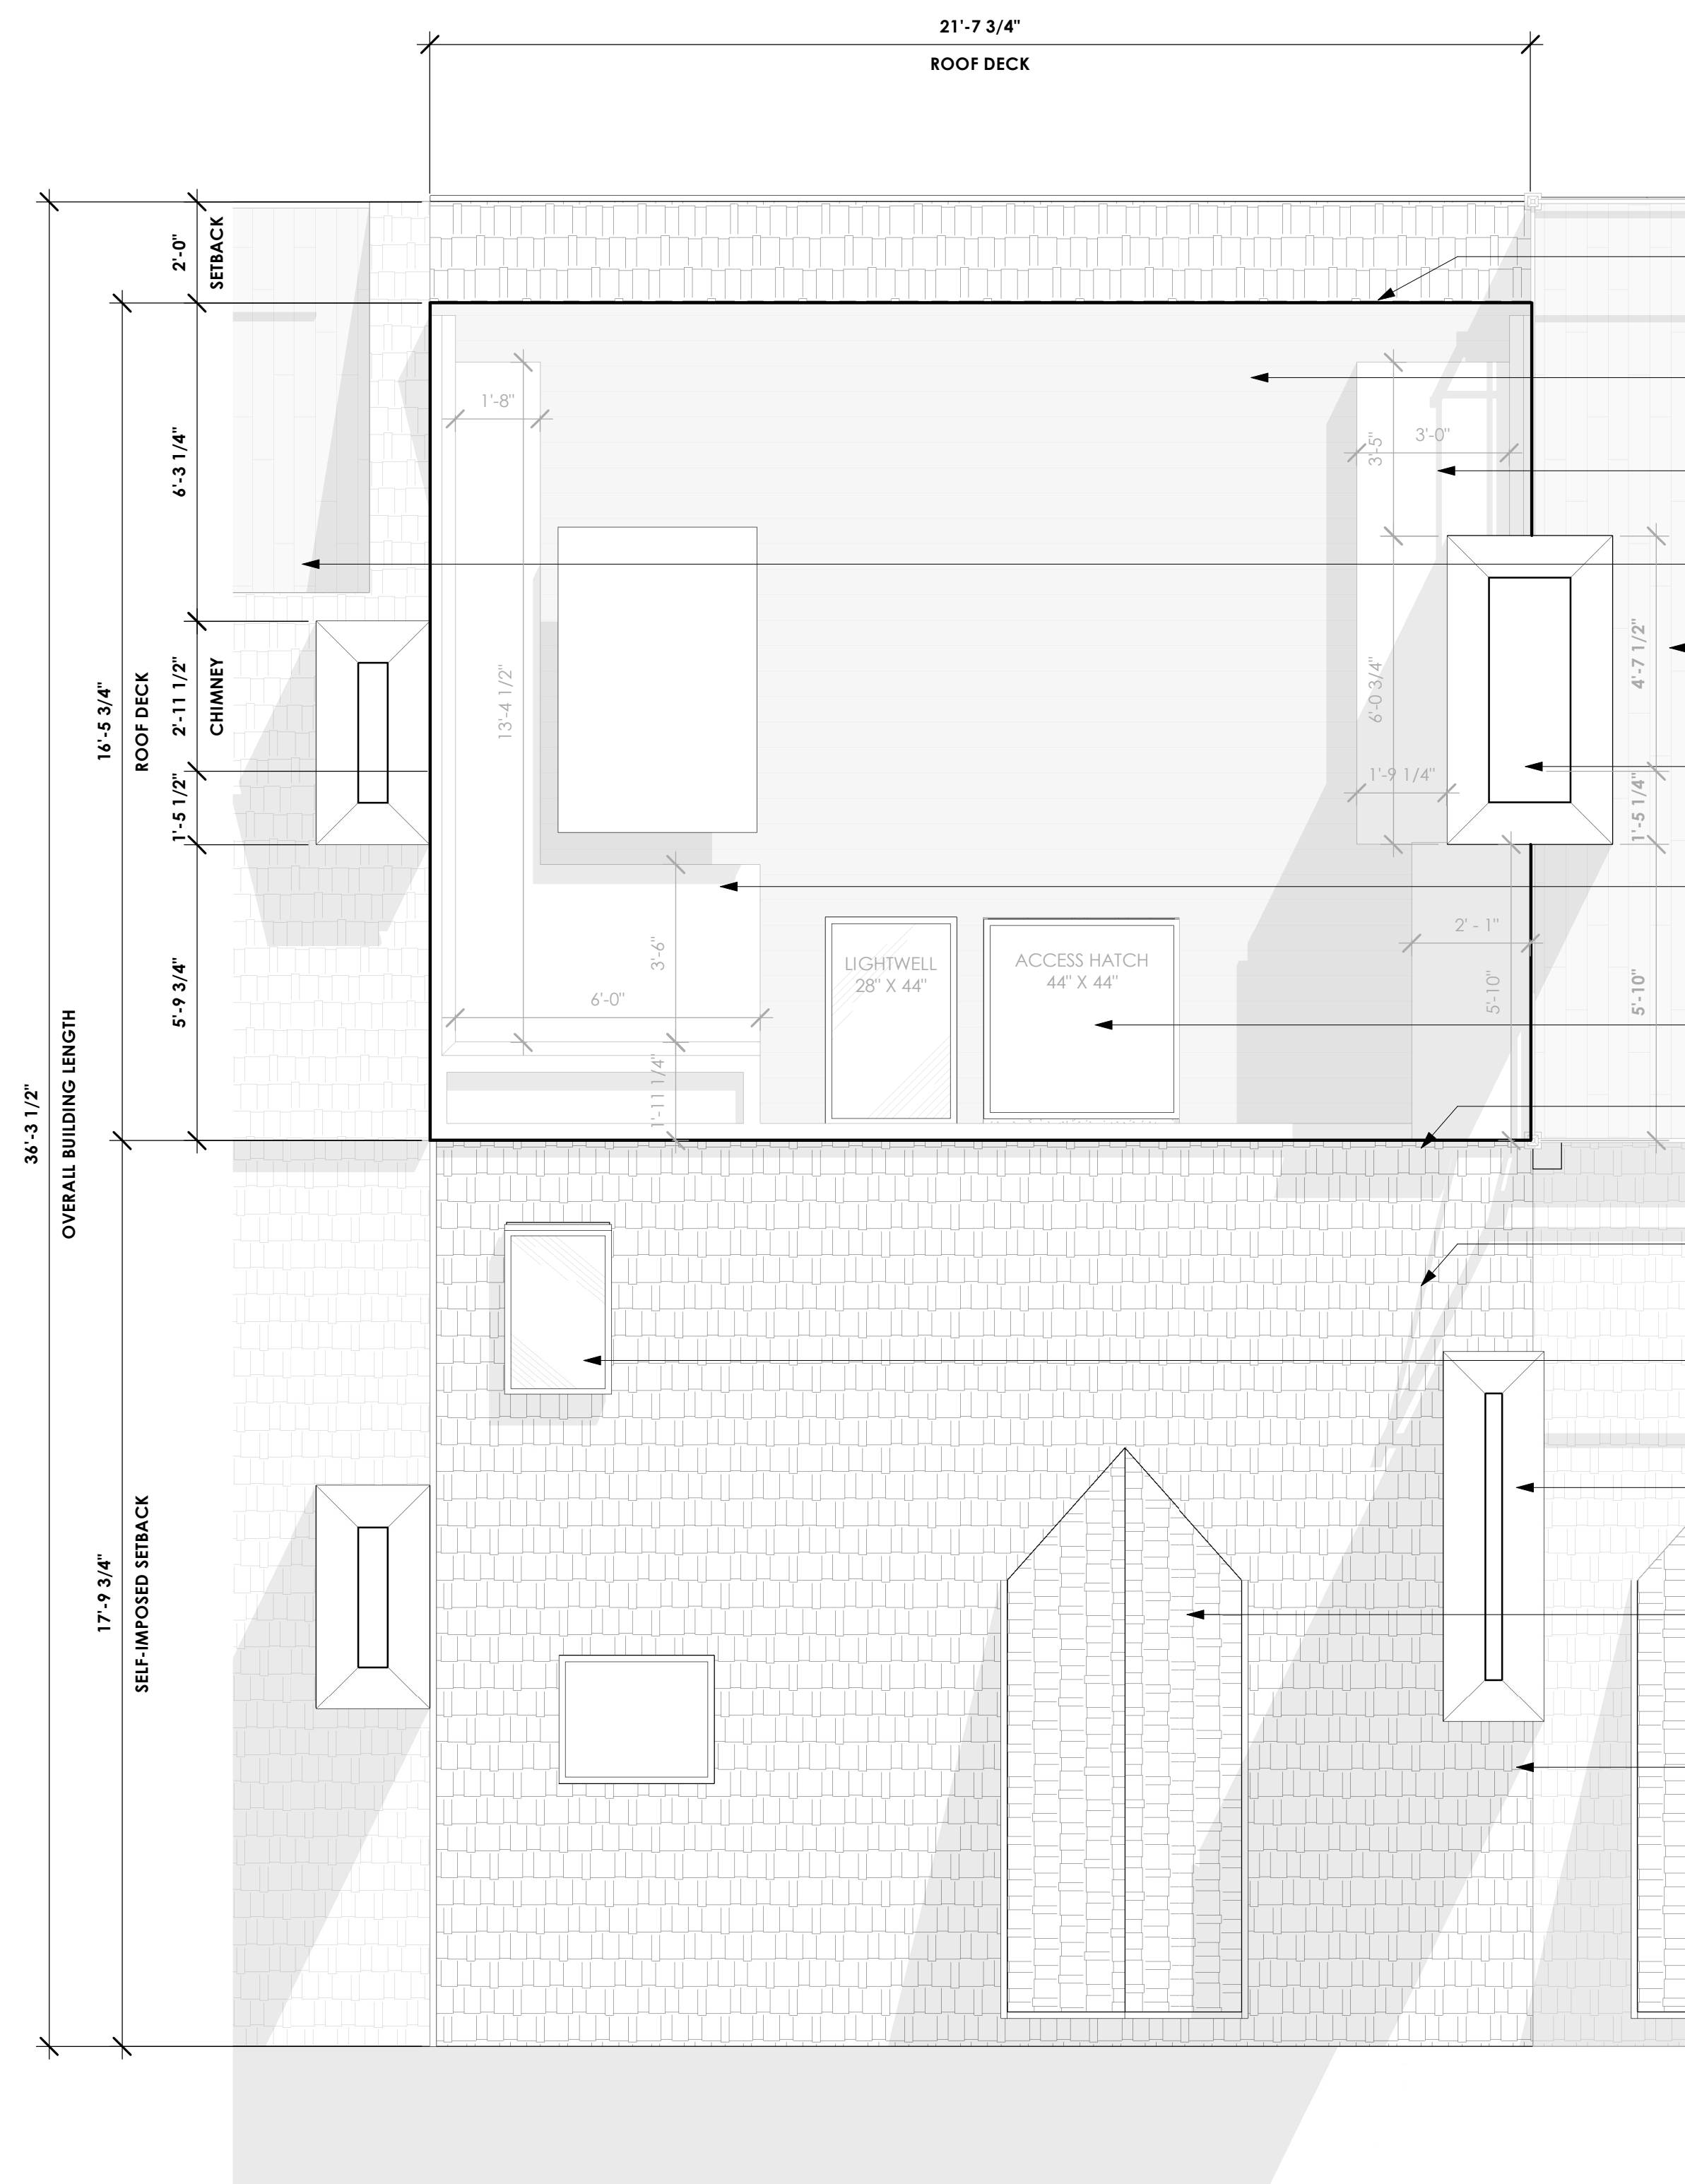 21'-7 3/4"
ROOF DECK
2'-0"
SETBACK
6'-3 1/4"
1'-8"
3'-5"
3'-0"
2'-11 1/2"
CHIMNEY
16'-5 3/4"
ROOF DECK
13'-4 1/2"
6'-0 3/4"
4'-7 1/2"
1'-9 1/4"
1'-5 1/2"
1'-5 1/4"
5'-9 3/4"
3'-6"
LIGHTWELL
28" X 44"
ACCESS HATCH
44" X 44"
2' - 1"
5'-10"
5'-10"
6'-0"
1'-11 1/4"
36'-3 1/2"
OVERALL BUILDING LENGTH
17'-9 3/4"
SELF-IMPOSED SETBACK